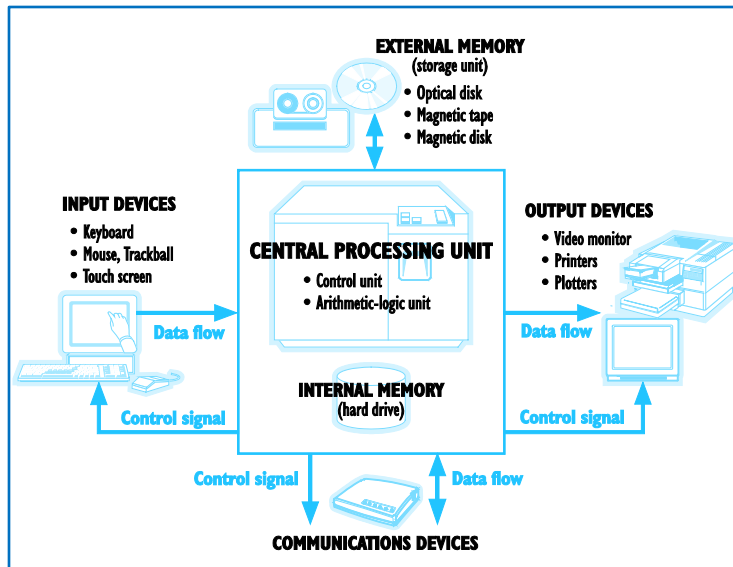 EXTERNAL MEMORY
(storage unit)
• Optical disk
• Magnetic tape
• Magnetic disk
INPUT DEVICES
• Keyboard
• Mouse, Trackball
• Touch screen
CENTRAL PROCESSING UNIT
• Control unit
• Arithmetic-logic unit
OUTPUT DEVICES
• Video monitor
• Printers
• Plotters
Data flow
Data flow
INTERNAL MEMORY
(hard drive)
Control signal
Control signal
Control signal
Data flow
COMMUNICATIONS DEVICES